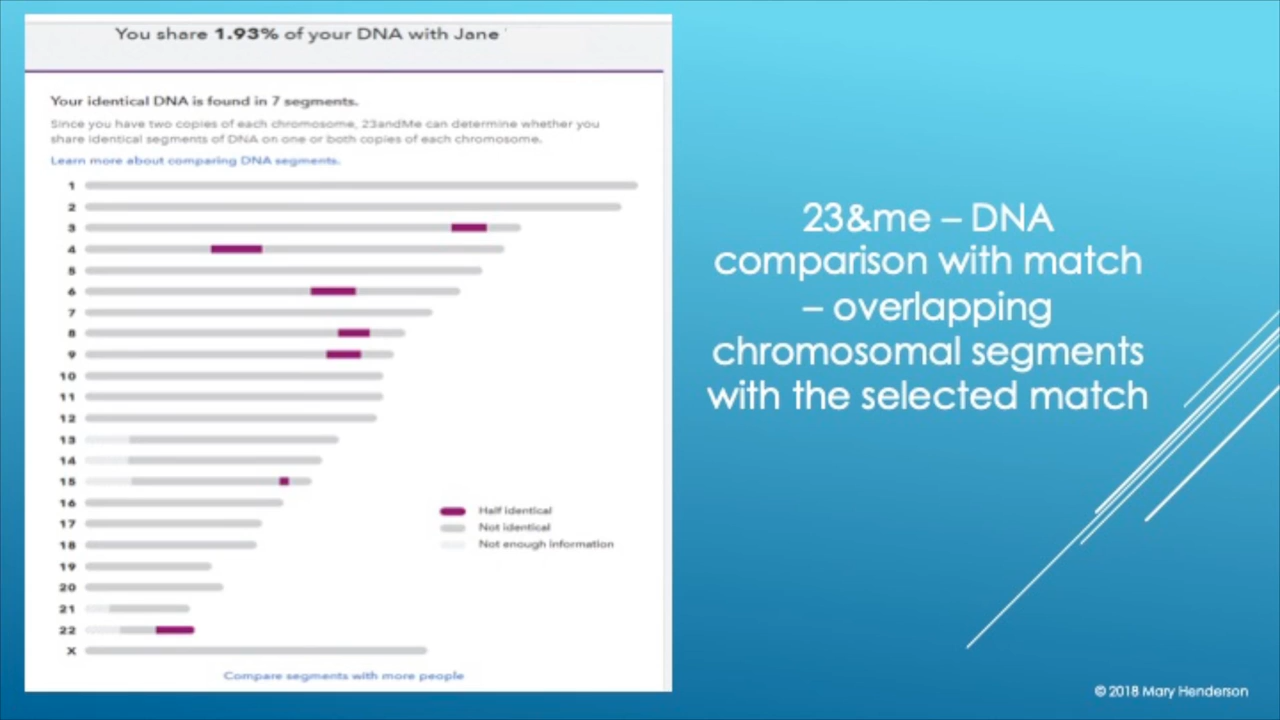 You share 1.93% of your DNA with Jane
Your identical DNA is found in 7 segments.
Since you have two copies of each chromosome, 23andMe can determine whether you
share identical segments of DNA on one or both copies of each chromosome.
Learn more about comparing DNA segments.
1
2
3
4
5
6
7
8
9
10
11
12
13
14
15
16
17
18
19
20
21
22
X
Half identical
Not identical
Not enough information
Compare segments with more people
23&me – DNA
comparison with match
– overlapping
chromosomal segments
with the selected match
© 2018 Mary Henderson